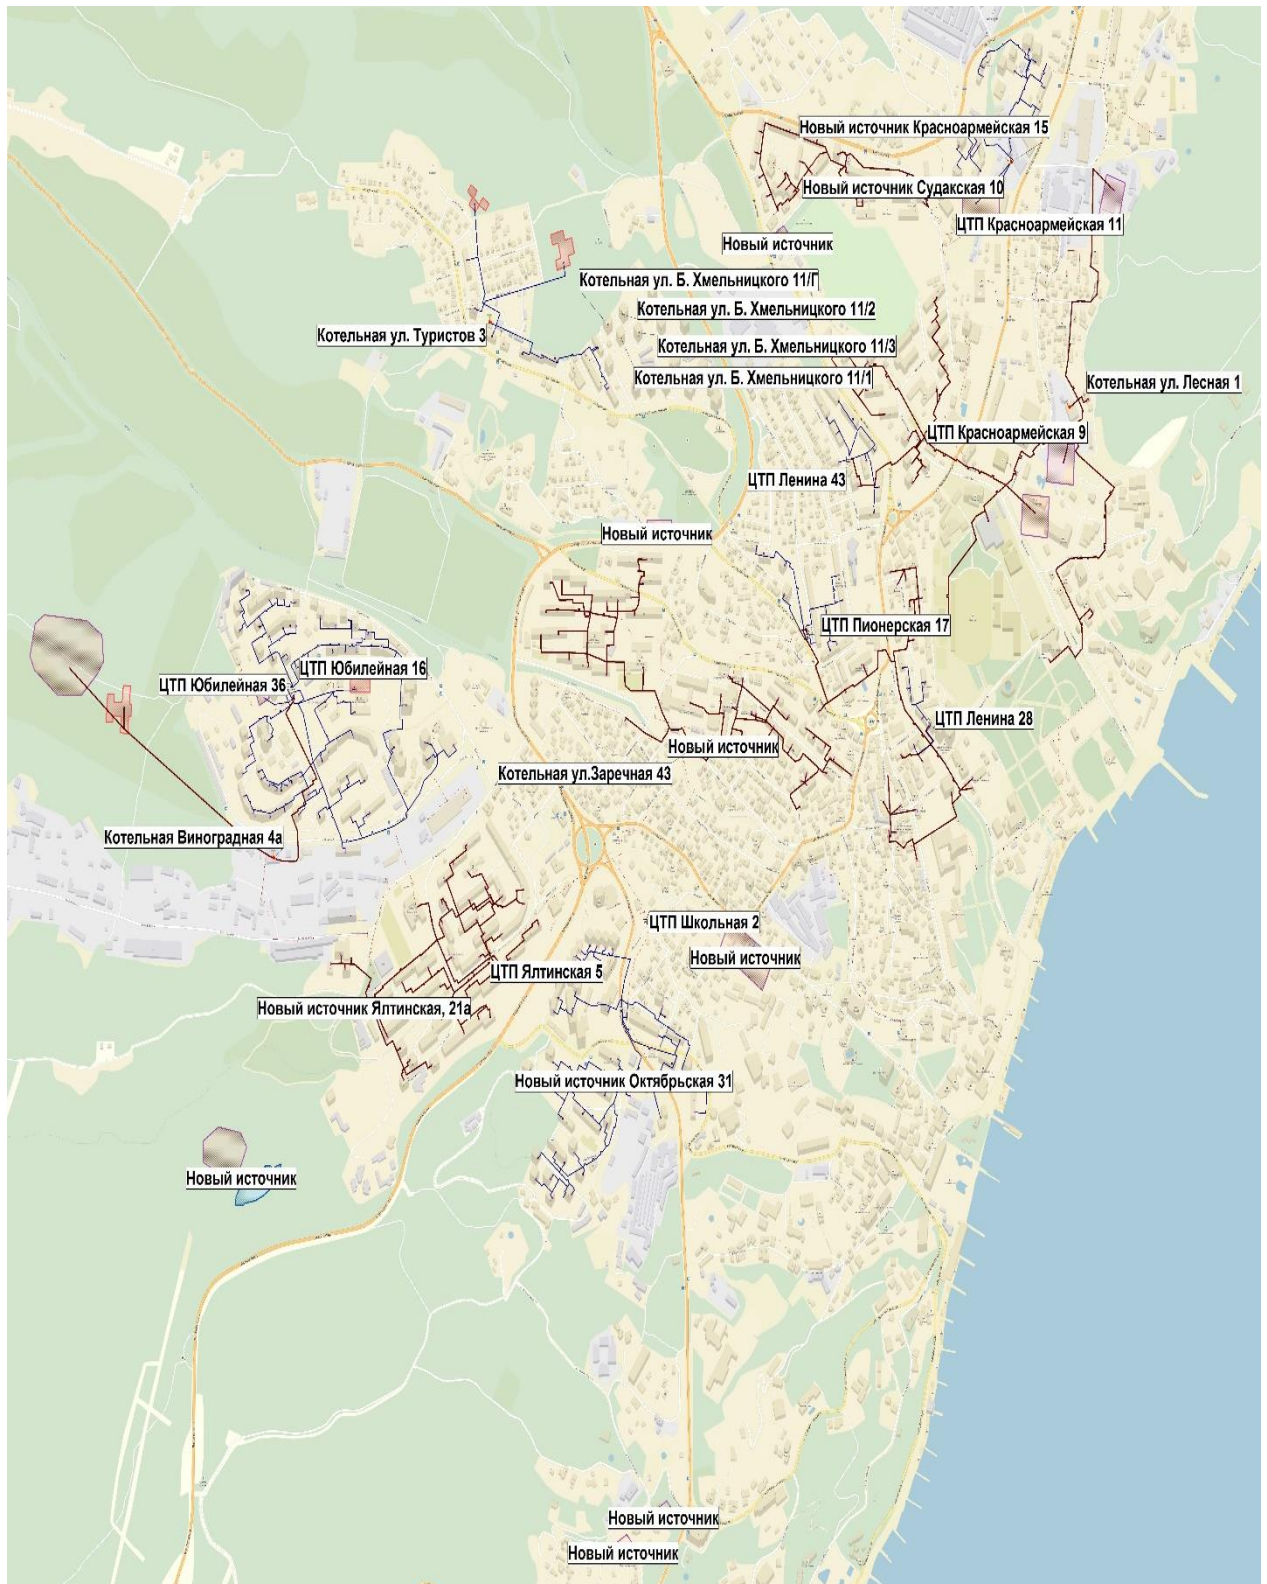 Новый источник Красноармейская 15
Новый источник Судакская 10
ЦТП Красноармейская 11
Новый источник
Котельная ул. Б. Хмельницкого 11/Г
Котельная ул. Б. Хмельницкого 11/2
Котельная ул. Туристов 3
Котельная ул. Б. Хмельницкого 11/3
Котельная ул. Б. Хмельницкого 11/1
Котельная ул. Лесная 1
ЦТП Красноармейская 9
ЦТП Ленина 43
Новый источник
ЦТП Пионерская 17
ЦТП Юбилейная 16
ЦТП Юбилейная 36
ЦТП Ленина 28
Новый источник
Котельная ул.Заречная 43
Котельная Виноградная 4а
ЦТП Школьная 2
Новый источник
ЦТП Ялтинская 5
Новый источник Ялтинская, 21а
Новый источник Октябрьская 31
Новый источник
Новый источник
Новый источник